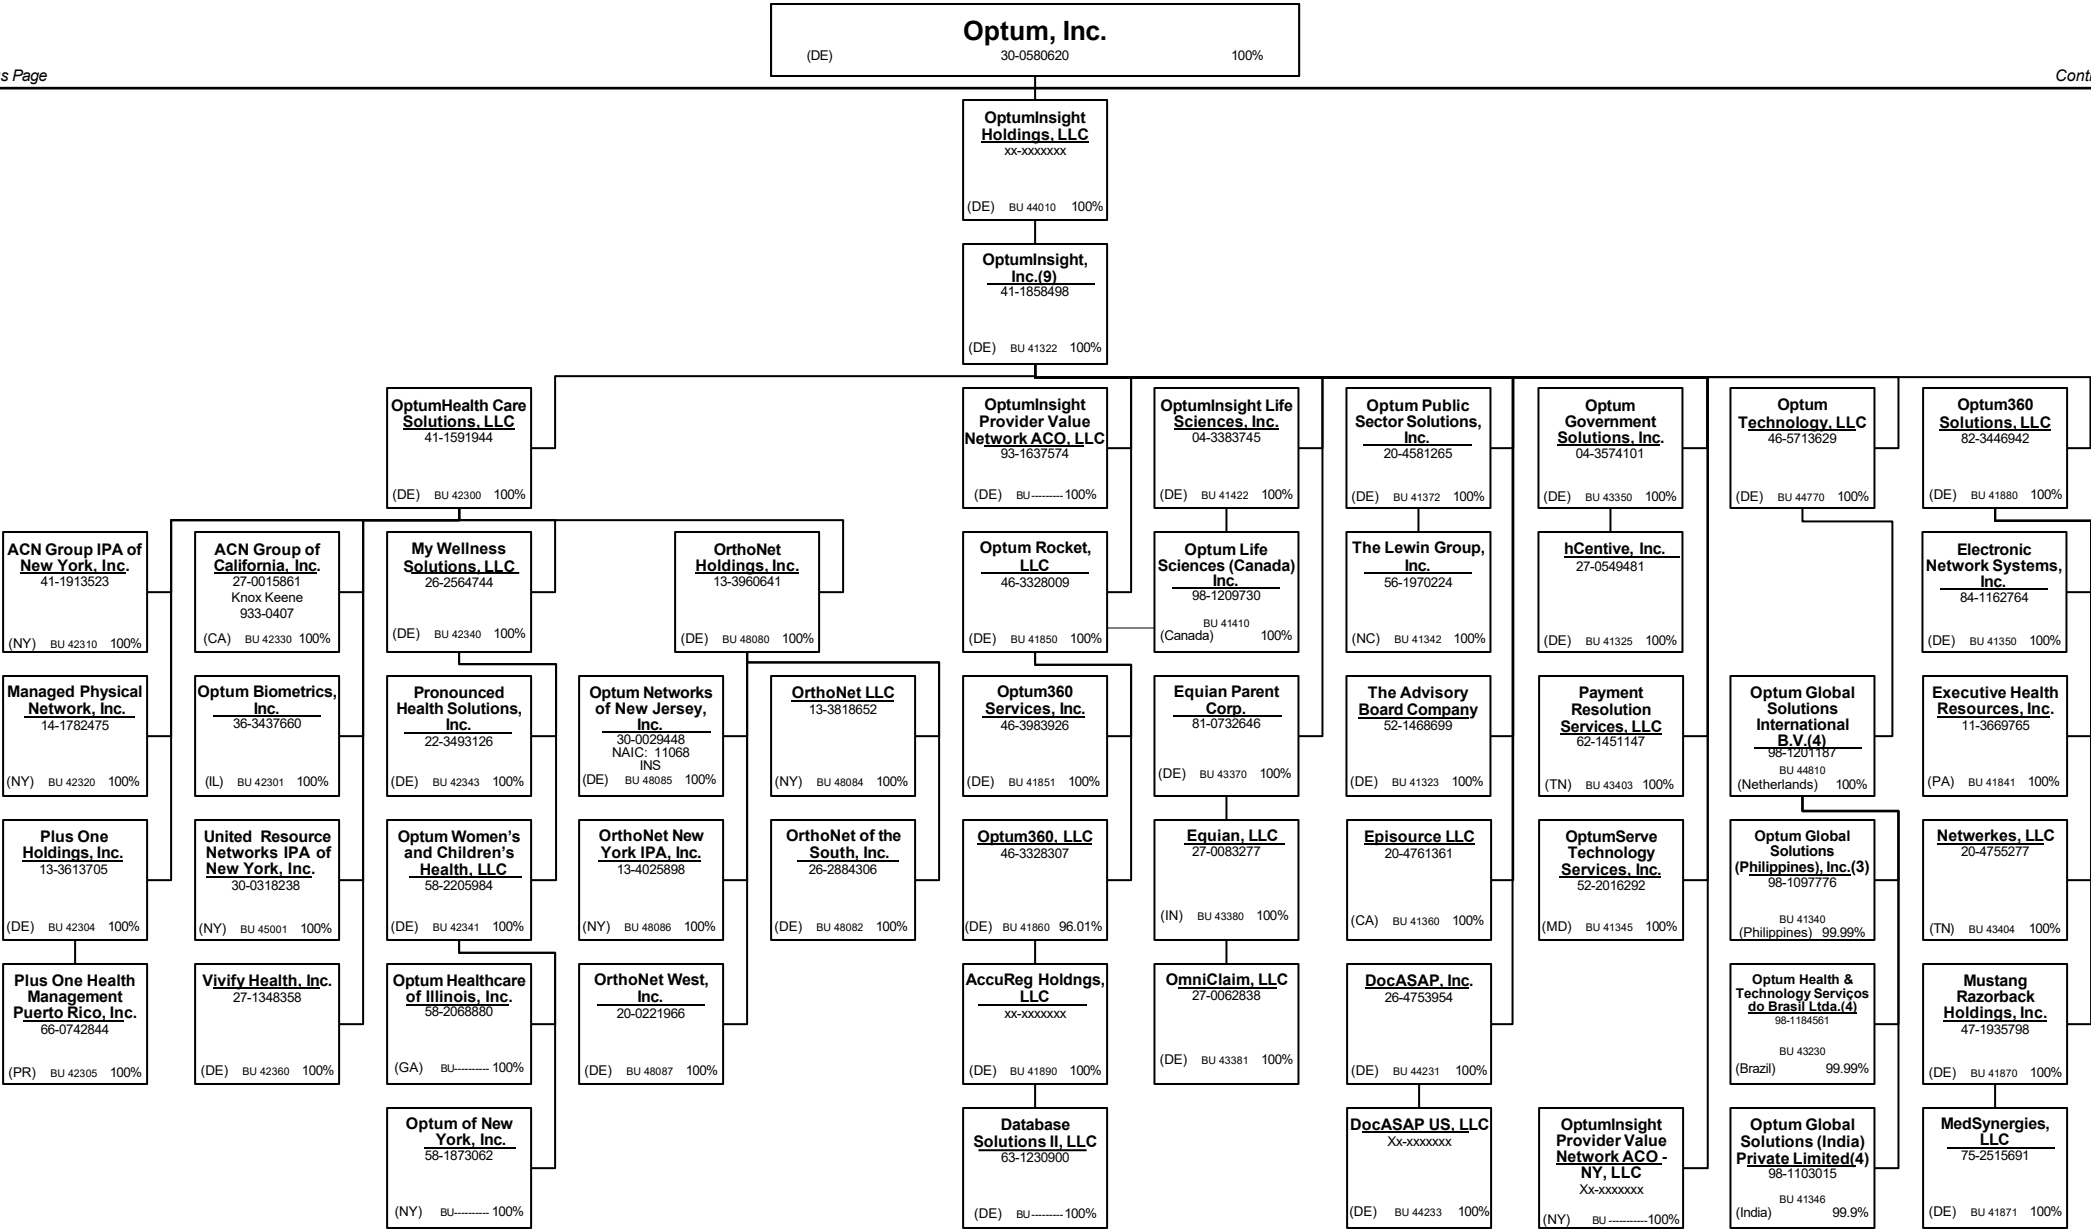 Optum, Inc.
(DE) 30-0580620 100%
s Page
Conti
OptumInsight
Holdings, LLC
xx-xxxxxxx
(DE) BU 44010 100%
OptumInsight,
Inc.(9)
41-1858498
(DE) BU 41322 100%
OptumHealth Care
Solutions, LLC
41-1591944
(DE) BU 42300 100%
OptumInsight
Provider Value
Network ACO, LLC
93-1637574
(DE) BU--------- 100%
OptumInsight Life
Sciences, Inc.
04-3383745
(DE) BU 41422 100%
Optum Public
Sector Solutions,
Inc.
20-4581265
(DE) BU 41372 100%
Optum
Government
Solutions, Inc.
04-3574101
(DE) BU 43350 100%
Optum
Technology, LLC
46-5713629
(DE) BU 44770 100%
Optum360
Solutions, LLC
82-3446942
(DE) BU 41880 100%
ACN Group IPA of
New York, Inc.
41-1913523
(NY) BU 42310 100%
ACN Group of
California, Inc.
27-0015861
Knox Keene
933-0407
(CA) BU 42330 100%
My Wellness
Solutions, LLC
26-2564744
(DE) BU 42340 100%
OrthoNet
Holdings, Inc.
13-3960641
(DE) BU 48080 100%
Optum Rocket,
LLC
46-3328009
(DE) BU 41850 100%
Optum Life
Sciences (Canada)
Inc.
98-1209730
BU 41410
(Canada) 100%
The Lewin Group,
Inc.
56-1970224
(NC) BU 41342 100%
hCentive, Inc.
27-0549481
(DE) BU 41325 100%
Electronic
Network Systems,
Inc.
84-1162764
(DE) BU 41350 100%
Managed Physical
Network, Inc.
14-1782475
(NY) BU 42320 100%
Optum Biometrics,
Inc.
36-3437660
(IL) BU 42301 100%
Pronounced
Health Solutions,
Inc.
22-3493126
(DE) BU 42343 100%
Optum Networks
of New Jersey,
Inc.
30-0029448
NAIC: 11068
INS
(DE) BU 48085 100%
OrthoNet LLC
13-3818652
(NY) BU 48084 100%
Optum360
Services, Inc.
46-3983926
(DE) BU 41851 100%
Equian Parent
Corp.
81-0732646
(DE) BU 43370 100%
The Advisory
Board Company
52-1468699
(DE) BU 41323 100%
Payment
Resolution
Services, LLC
62-1451147
(TN) BU 43403 100%
Optum Global
Solutions
International
B.V.(4)
98-1201187
BU 44810
(Netherlands) 100%
Executive Health
Resources, Inc.
11-3669765
(PA) BU 41841 100%
Plus One
Holdings, Inc.
13-3613705
(DE) BU 42304 100%
United Resource
Networks IPA of
New York, Inc.
30-0318238
(NY) BU 45001 100%
Optum Women's
and Children's
Health, LLC
58-2205984
(DE) BU 42341 100%
OrthoNet New
York IPA, Inc.
13-4025898
(NY) BU 48086 100%
OrthoNet of the
South, Inc.
26-2884306
(DE) BU 48082 100%
Optum360, LLC
46-3328307
(DE) BU 41860 96.01%
Equian, LLC
27-0083277
(IN) BU 43380 100%
Episource LLC
20-4761361
(CA) BU 41360 100%
OptumServe
Technology
Services, Inc.
52-2016292
(MD) BU 41345 100%
Optum Global
Solutions
(Philippines), Inc.(3)
98-1097776
BU 41340
(Philippines) 99.99%
Netwerkes, LLC
20-4755277
(TN) BU 43404 100%
Plus One Health
Management
Puerto Rico, Inc.
66-0742844
(PR) BU 42305 100%
Vivify Health, Inc.
27-1348358
(DE) BU 42360 100%
Optum Healthcare
of Illinois, Inc.
58-2068880
(GA) BU---------- 100%
OrthoNet West,
Inc.
20-0221966
(DE) BU 48087 100%
AccuReg Holdngs,
LLC
xx-xxxxxxx
(DE) BU 41890 100%
OmniClaim, LLC
27-0062838
(DE) BU 43381 100%
DocASAP, Inc.
26-4753954
(DE) BU 44231 100%
Optum Health &
Technology Serviços
do Brasil Ltda.(4)
98-1184561
BU 43230
(Brazil) 99.99%
Mustang
Razorback
Holdings, Inc.
47-1935798
(DE) BU 41870 100%
Optum of New
York, Inc.
58-1873062
(NY) BU---------- 100%
Database
Solutions II, LLC
63-1230900
(DE) BU--------- 100%
DocASAP US, LLC
Xx-xxxxxxx
(DE) BU 44233 100%
OptumInsight
Provider Value
Network ACO -
NY, LLC
Xx-xxxxxxx
(NY) BU -----------100%
Optum Global
Solutions (India)
Private Limited(4)
98-1103015
BU 41346
(India) 99.9%
MedSynergies,
LLC
75-2515691
(DE) BU 41871 100%